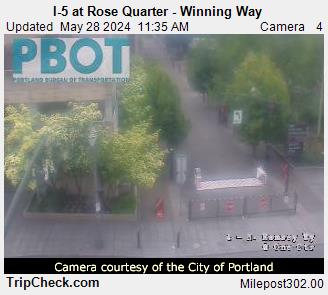 I-5 at Rose Quarter - Winning Way
Updated May 28 2024 11:35 AM Camera 4
PBOT
PORTLAND BUREAU OF TRANSPORTATION
Camera courtesy of the City of Portland
TripCheck.com Milepost302.00